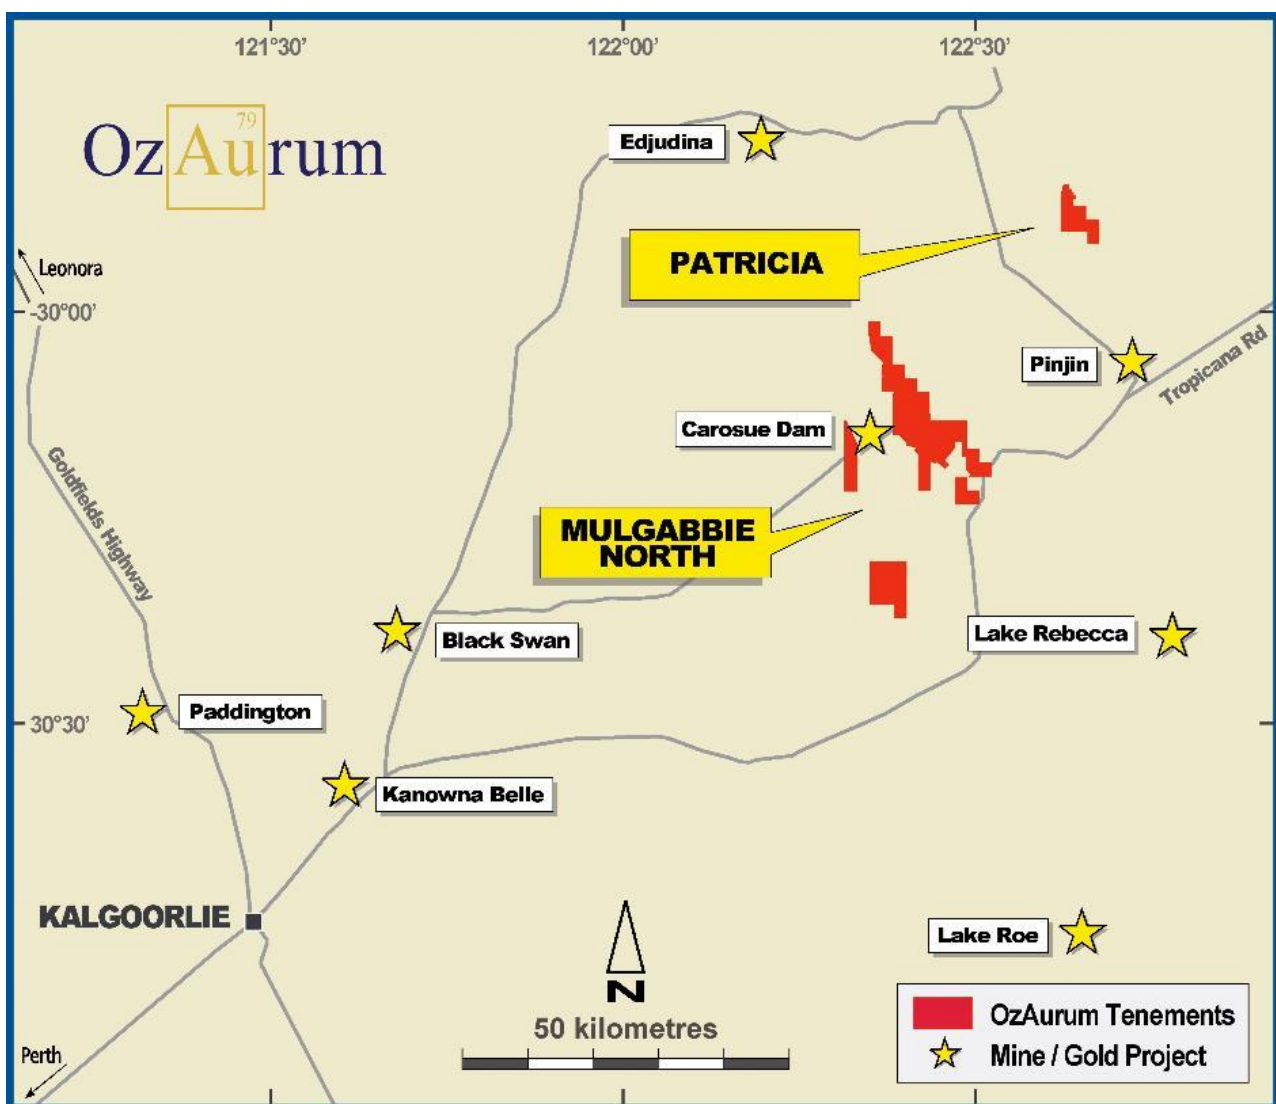 121°30’
122°00’
122°30’
79
OzAurum
Edjudina
PATRICIA
Leonora
-30°00’
Tropicana Rd
Pinjin
Carosue Dam
Goldfields Highway
MULGABBIE
NORTH
Black Swan
Lake Rebecca
Paddington
30°30’
Kanowna Belle
KALGOORLIE
Lake Roe
N
50 kilometres
OzAurum Tenements
Mine / Gold Project
Perth